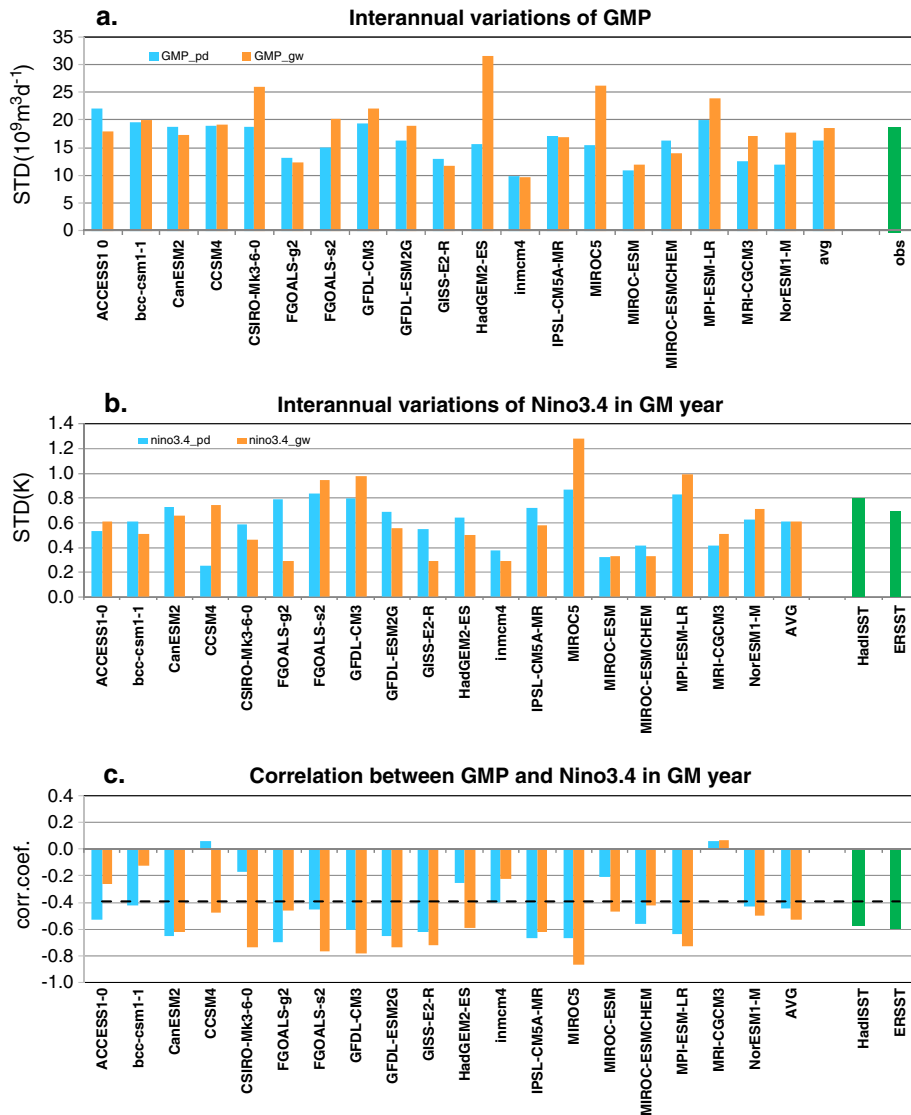 a. Interannual variations of GMP
GMP_pd GMP_gw
STD(10⁹m³d⁻¹)
35
30
25
20
15
10
5
0
ACCESS1 0
bcc-csm1-1
CanESM2
CCSM4
CSIRO-Mk3-6-0
FGOALS-g2
FGOALS-s2
GFDL-CM3
GFDL-ESM2G
GISS-E2-R
HadGEM2-ES
inmcm4
IPSL-CM5A-MR
MIROC5
MIROC-ESM
MIROC-ESMCHEM
MPI-ESM-LR
MRI-CGCM3
NorESM1-M
avg
obs
b. Interannual variations of Nino3.4 in GM year
nino3.4_pd nino3.4_gw
STD(K)
1.4
1.2
1.0
0.8
0.6
0.4
0.2
0.0
ACCESS1-0
bcc-csm1-1
CanESM2
CCSM4
CSIRO-Mk3-6-0
FGOALS-g2
FGOALS-s2
GFDL-CM3
GFDL-ESM2G
GISS-E2-R
HadGEM2-ES
inmcm4
IPSL-CM5A-MR
MIROC5
MIROC-ESM
MIROC-ESMCHEM
MPI-ESM-LR
MRI-CGCM3
NorESM1-M
AVG
HadISST
ERSST
c. Correlation between GMP and Nino3.4 in GM year
corr.coef.
0.4
0.2
0.0
-0.2
-0.4
-0.6
-0.8
-1.0
ACCESS1-0
bcc-csm1-1
CanESM2
CCSM4
CSIRO-Mk3-6-0
FGOALS-g2
FGOALS-s2
GFDL-CM3
GFDL-ESM2G
GISS-E2-R
HadGEM2-ES
inmcm4
IPSL-CM5A-MR
MIROC5
MIROC-ESM
MIROC-ESMCHEM
MPI-ESM-LR
MRI-CGCM3
NorESM1-M
AVG
HadISST
ERSST